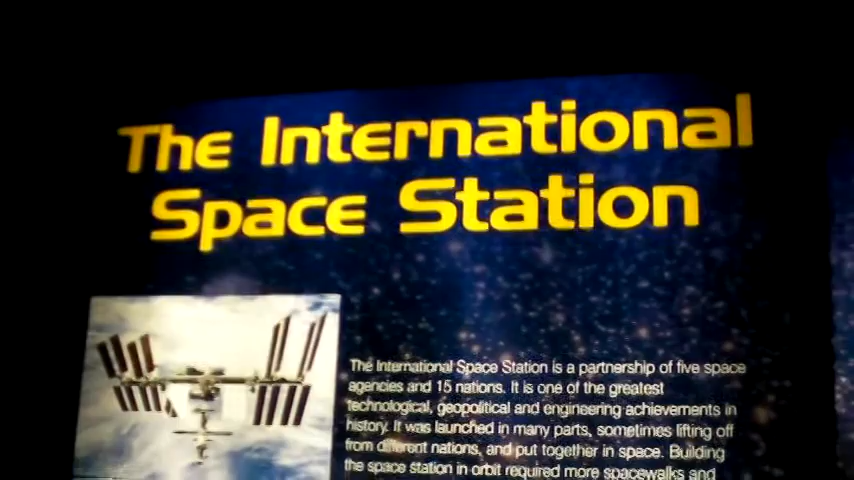 The International
Space Station
The International Space Station is a partnership of five space
agencies and 15 nations. It is one of the greatest
technological, geopolitical and engineering achievements in
history. It was launched in many parts, sometimes lifting off
from different nations, and put together in space. Building
the space station in orbit required more spacewalks and